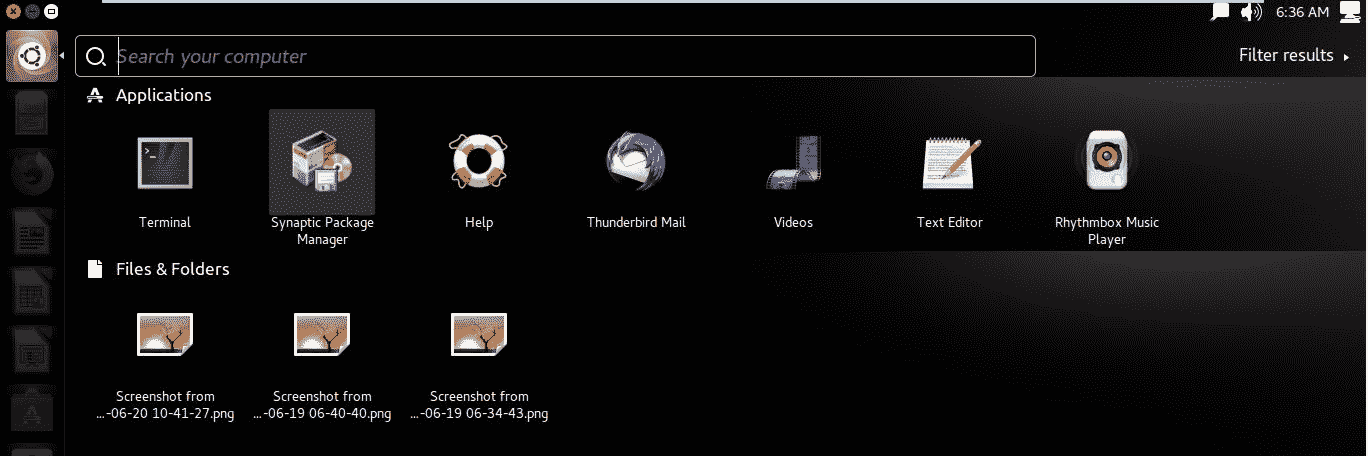 6:36 AM
Search your computer
Filter results
Applications
Terminal
Synaptic Package
Manager
Help
Thunderbird Mail
Videos
Text Editor
Rhythmbox Music
Player
Files & Folders
Screenshot from
...-06-20 10-41-27.png
Screenshot from
...-06-19 06-40-40.png
Screenshot from
...-06-19 06-34-43.png